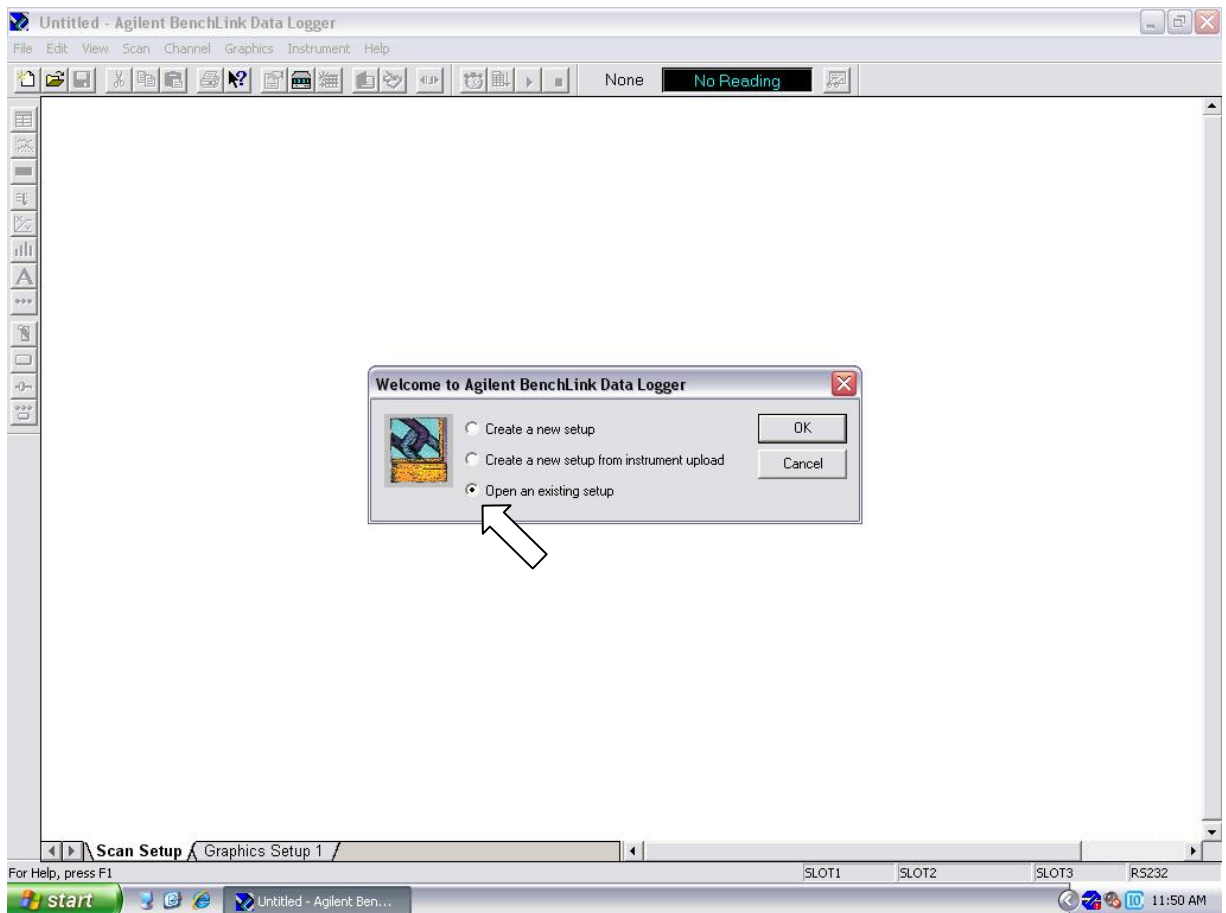 Untitled - Agilent BenchLink Data Logger
File Edit View Scan Channel Graphics Instrument Help
None No Reading
Welcome to Agilent BenchLink Data Logger
Create a new setup
OK
Create a new setup from instrument upload
Cancel
Open an existing setup
Scan Setup Graphics Setup 1
For Help, press F1 SLOT1 SLOT2 SLOT3 RS232
start Untitled - Agilent Ben... 11:50 AM